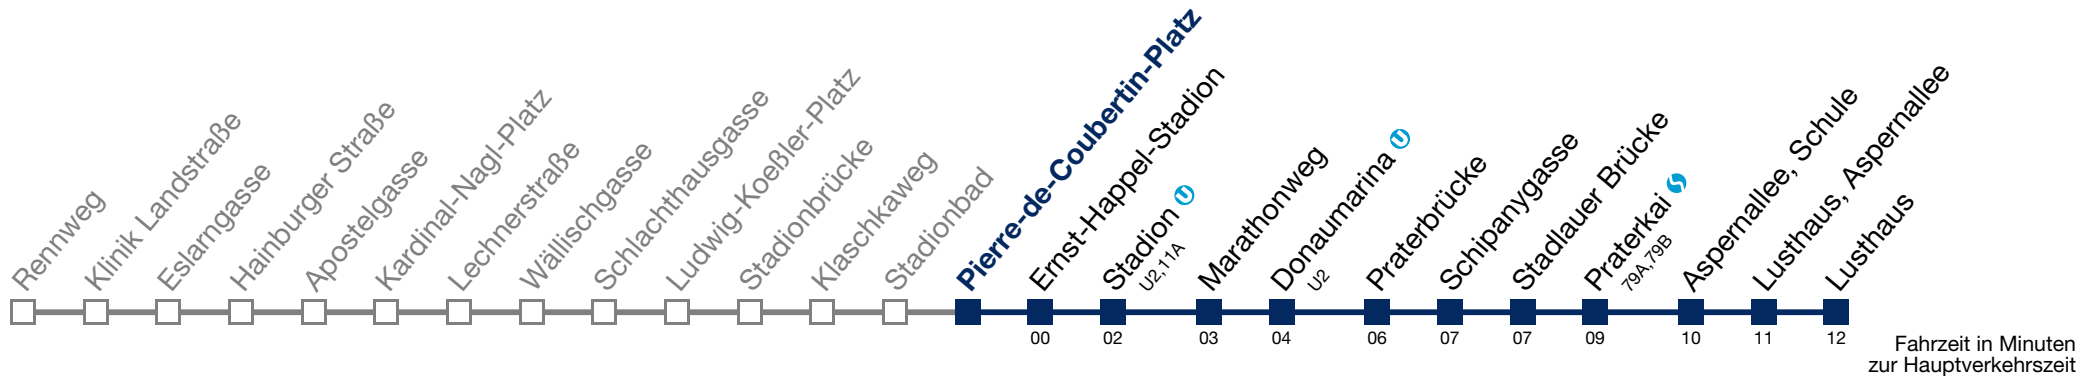 Rennweg
Klinik Landstraße
Eslarngasse
Hainburger Straße
Apostelgasse
Kardinal-Nagl-Platz
Lechnerstraße
Wällischgasse
Schlachthausgasse
Ludwig-Koeßler-Platz
Stadionbrücke
Klaschkaweg
Stadionbad
Pierre-de-Coubertin-Platz
Ernst-Happel-Stadion
Stadion U
U2,11A
Marathonweg
Donaumarina U
U2
Praterbrücke
Schipanygasse
Stadlauer Brücke
Praterkai S
79A,79B
Aspernallee, Schule
Lusthaus, Aspernallee
Lusthaus
00 02 03 04 06 07 07 09 10 11 12
Fahrzeit in Minuten
zur Hauptverkehrszeit